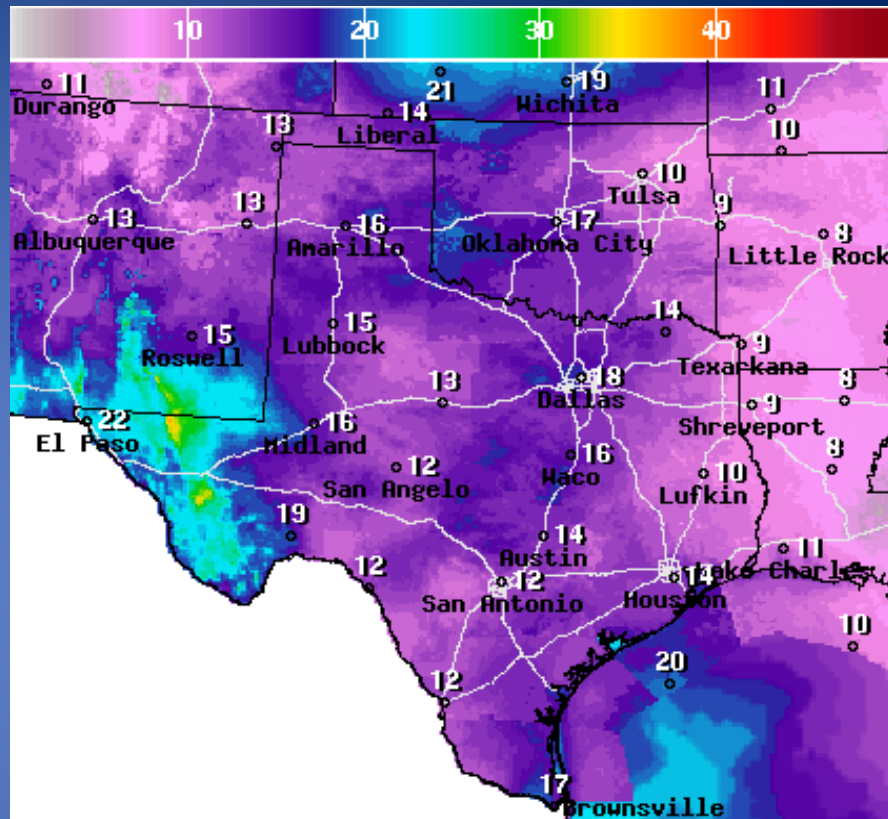 10 20 30 40
11 21 19 11
Durango 14 Wichita
13 Liberal 10
10
Tulsa
13 13 16 17 9 8
Albuquerque Amarillo Oklahoma City Little Rock
15 15 14
Roswell Lubbock Texarkana 9
18
13 Dallas 9 8
22 16 Shreveport
El Paso Midland
12 16 10 8
San Angelo Waco Lufkin
19 14 11
Austin
12 12 14 Lake Charles
San Antonio Houston
10
12 20
17
Brownsville